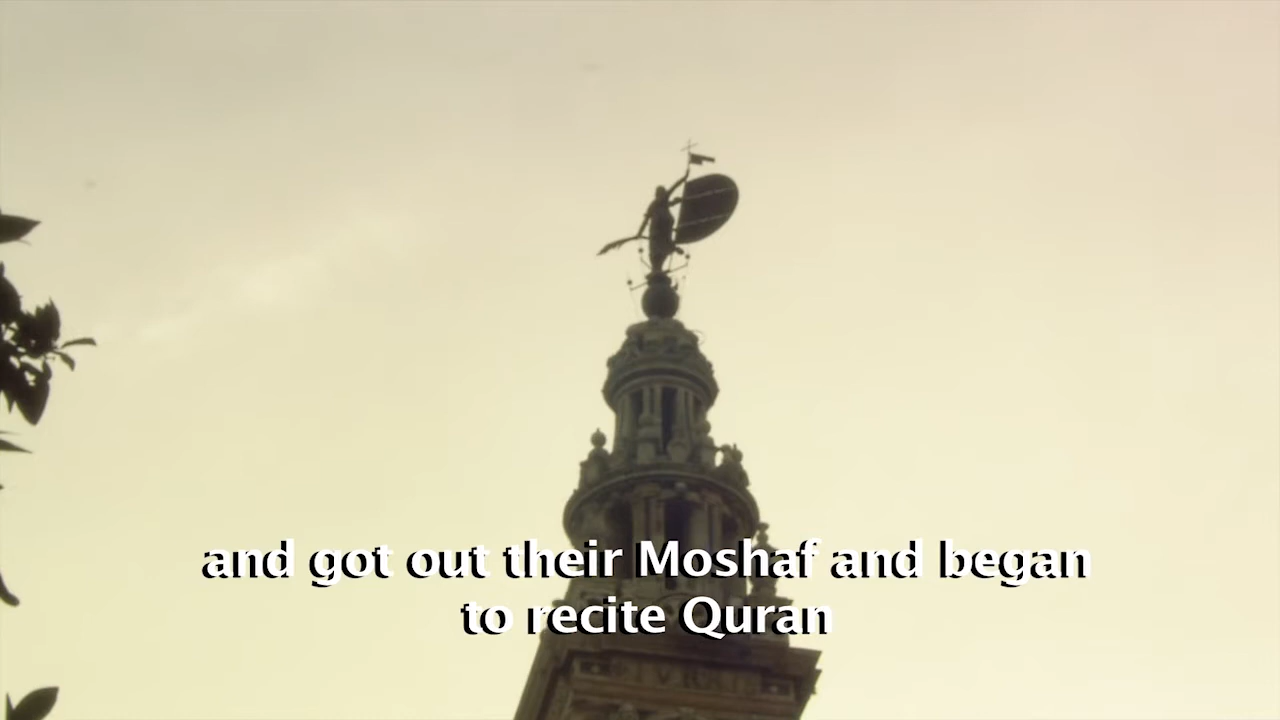 and got out their Moshaf and began
to recite Quran